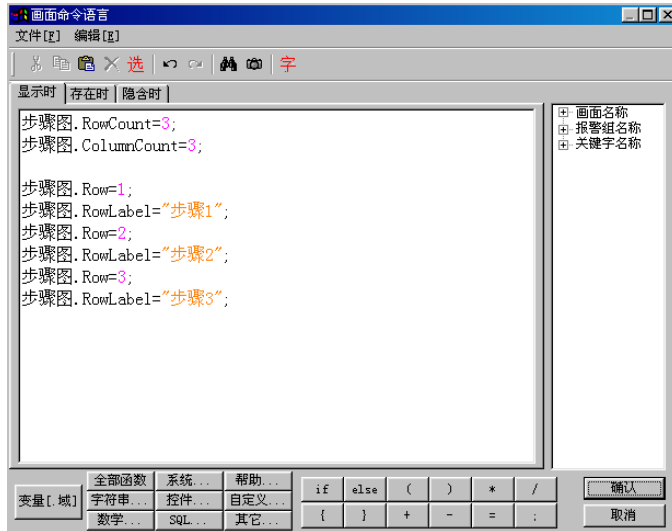 画面命令语言
文件[F] 编辑[E]
选 字
显示时 存在时 隐含时
步骤图.RowCount=3;
步骤图.ColumnCount=3;
步骤图.Row=1;
步骤图.RowLabel="步骤1";
步骤图.Row=2;
步骤图.RowLabel="步骤2";
步骤图.Row=3;
步骤图.RowLabel="步骤3";
画面名称
报警组名称
关键字名称
变量[.域]
全部函数 系统... 帮助...
字符串... 控件... 自定义...
数学... SQL... 其它...
if else ( ) * /
{ } + - = ;
确认
取消